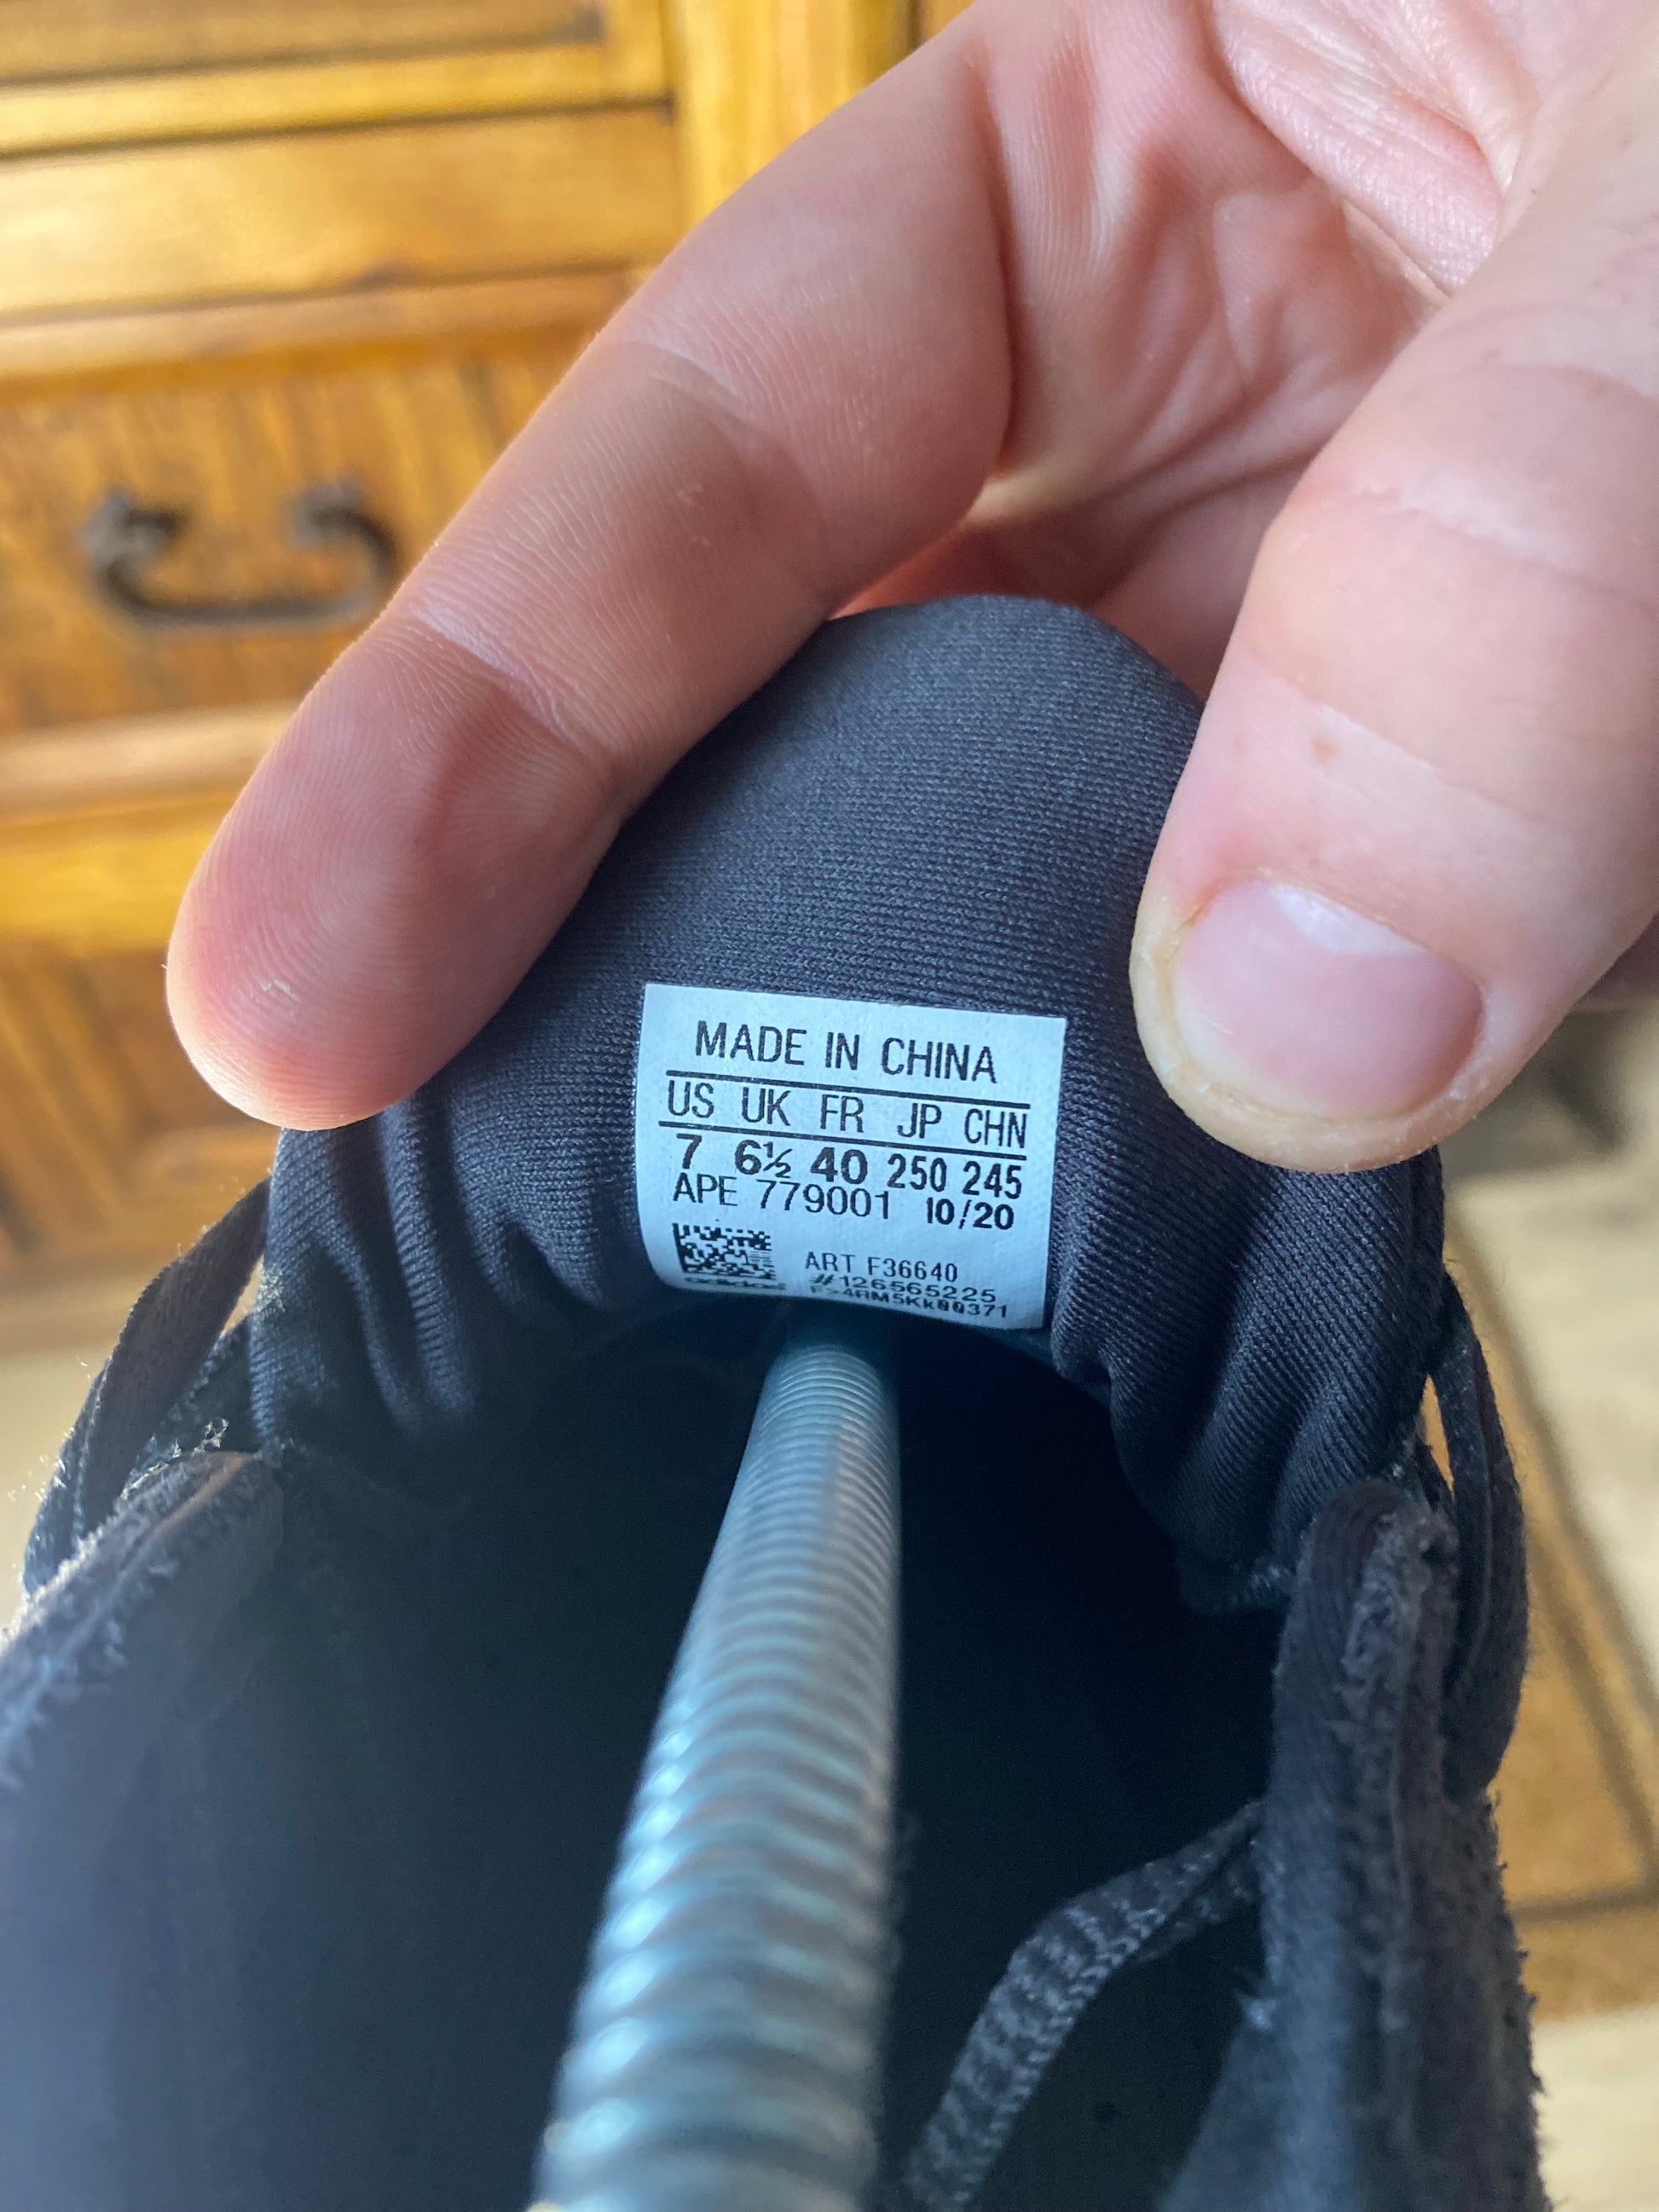 MADE IN CHINA
US UK FR JP CHN
7 6½ 40 250 245
APE 779001 10/20
ART F36640
#126565225
adidas